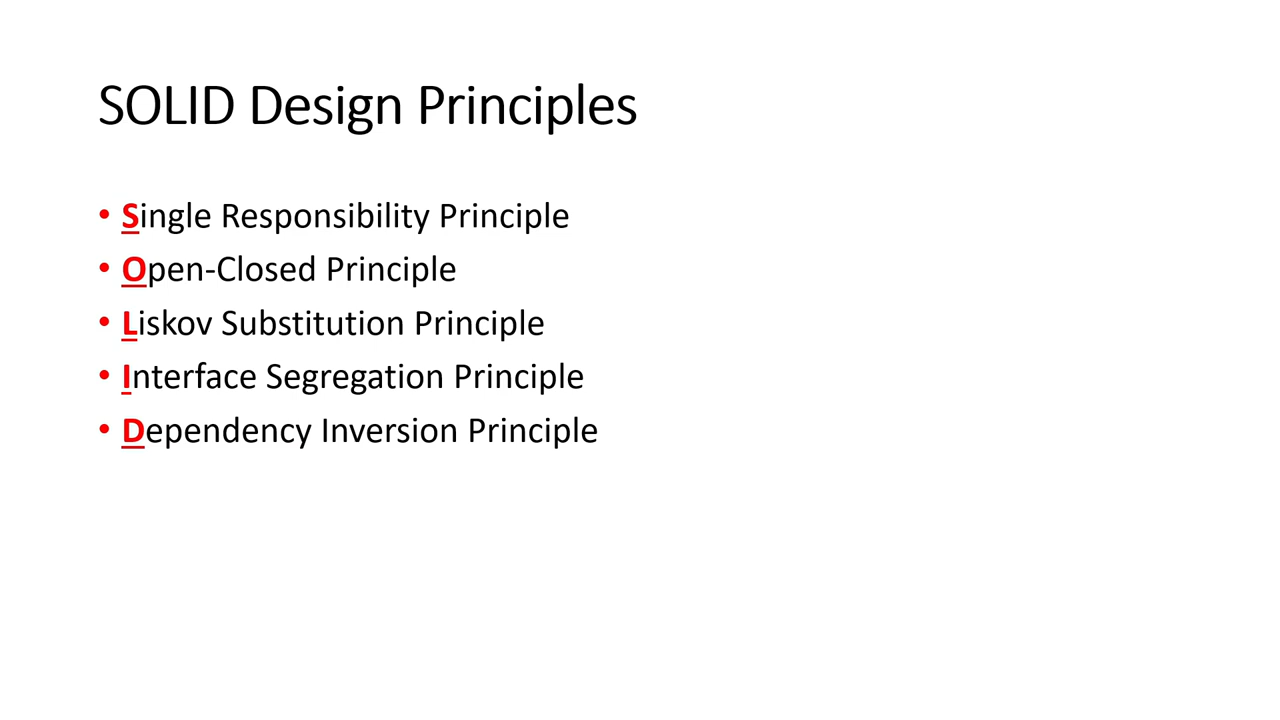 SOLID Design Principles
• Single Responsibility Principle
• Open-Closed Principle
• Liskov Substitution Principle
• Interface Segregation Principle
• Dependency Inversion Principle